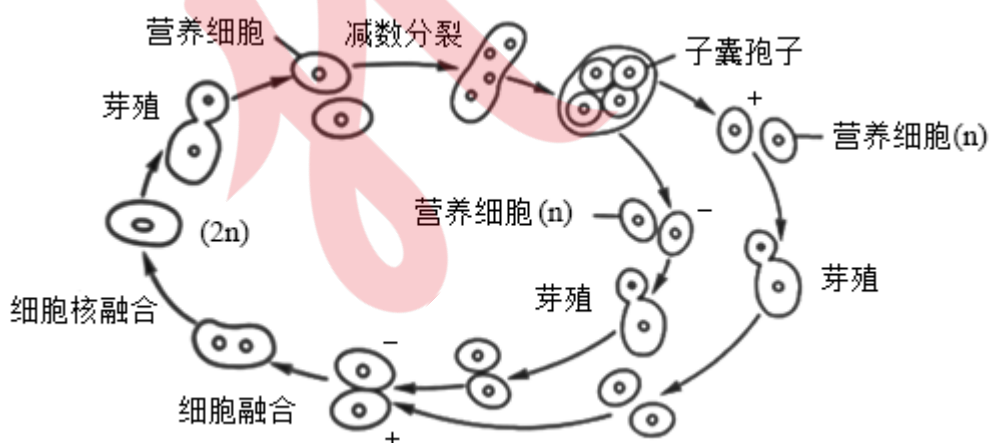 营养细胞
减数分裂
子囊孢子
芽殖
+
营养细胞(n)
营养细胞(n)
−
(2n)
芽殖
芽殖
细胞核融合
−
细胞融合
+